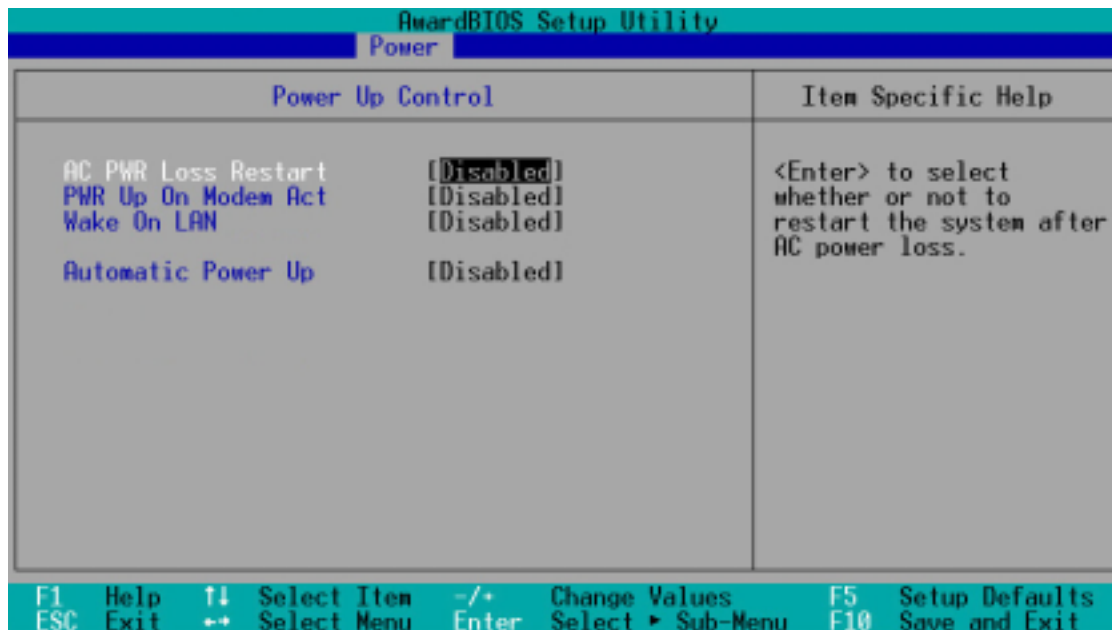 AwardBIOS Setup Utility
Power
Power Up Control
Item Specific Help
AC PWR Loss Restart [Disabled]
PWR Up On Modem Act [Disabled]
Wake On LAN [Disabled]
Automatic Power Up [Disabled]
<Enter> to select
whether or not to
restart the system after
AC power loss.
F1 Help ↑↓ Select Item -/+ Change Values F5 Setup Defaults
ESC Exit ←→ Select Menu Enter Select ► Sub-Menu F10 Save and Exit